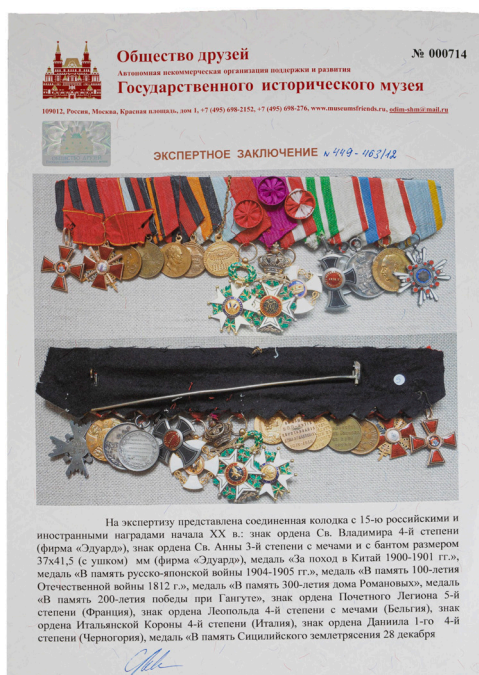 Общество друзей
№ 000714
Автономная некоммерческая организация поддержки и развития
Государственного исторического музея
109012, Россия, Москва, Красная площадь, дом 1, +7 (495) 698-2152, +7 (495) 698-276, www.museumsfriends.ru, odim-shm@mail.ru
ЭКСПЕРТНОЕ ЗАКЛЮЧЕНИЕ №449-463/12
На экспертизу представлена соединенная колодка с 15-ю российскими и
иностранными наградами начала XX в.: знак ордена Св. Владимира 4-й степени
(фирма «Эдуард), знак ордена Св. Анны 3-й степени с мечами и с бантом размером
37х41,5 (с ушком) мм (фирма «Эдуард), медаль «За поход в Китай 1900-1901 гг.»,
медаль «В память русско-японской войны 1904-1905 гг.», медаль «В память 100-летия
Отечественной войны 1812 г.», медаль «В память 300-летия дома Романовых», медаль
«В память 200-летия победы при Гангуте», знак ордена Почетного Легиона 5-й
степени (Франция), знак ордена Леопольда 4-й степени с мечами (Бельгия), знак
ордена Итальянской Короны 4-й степени (Италия), знак ордена Даниила 1-го 4-й
степени (Черногория), медаль «В память Сицилийского землетрясения 28 декабря